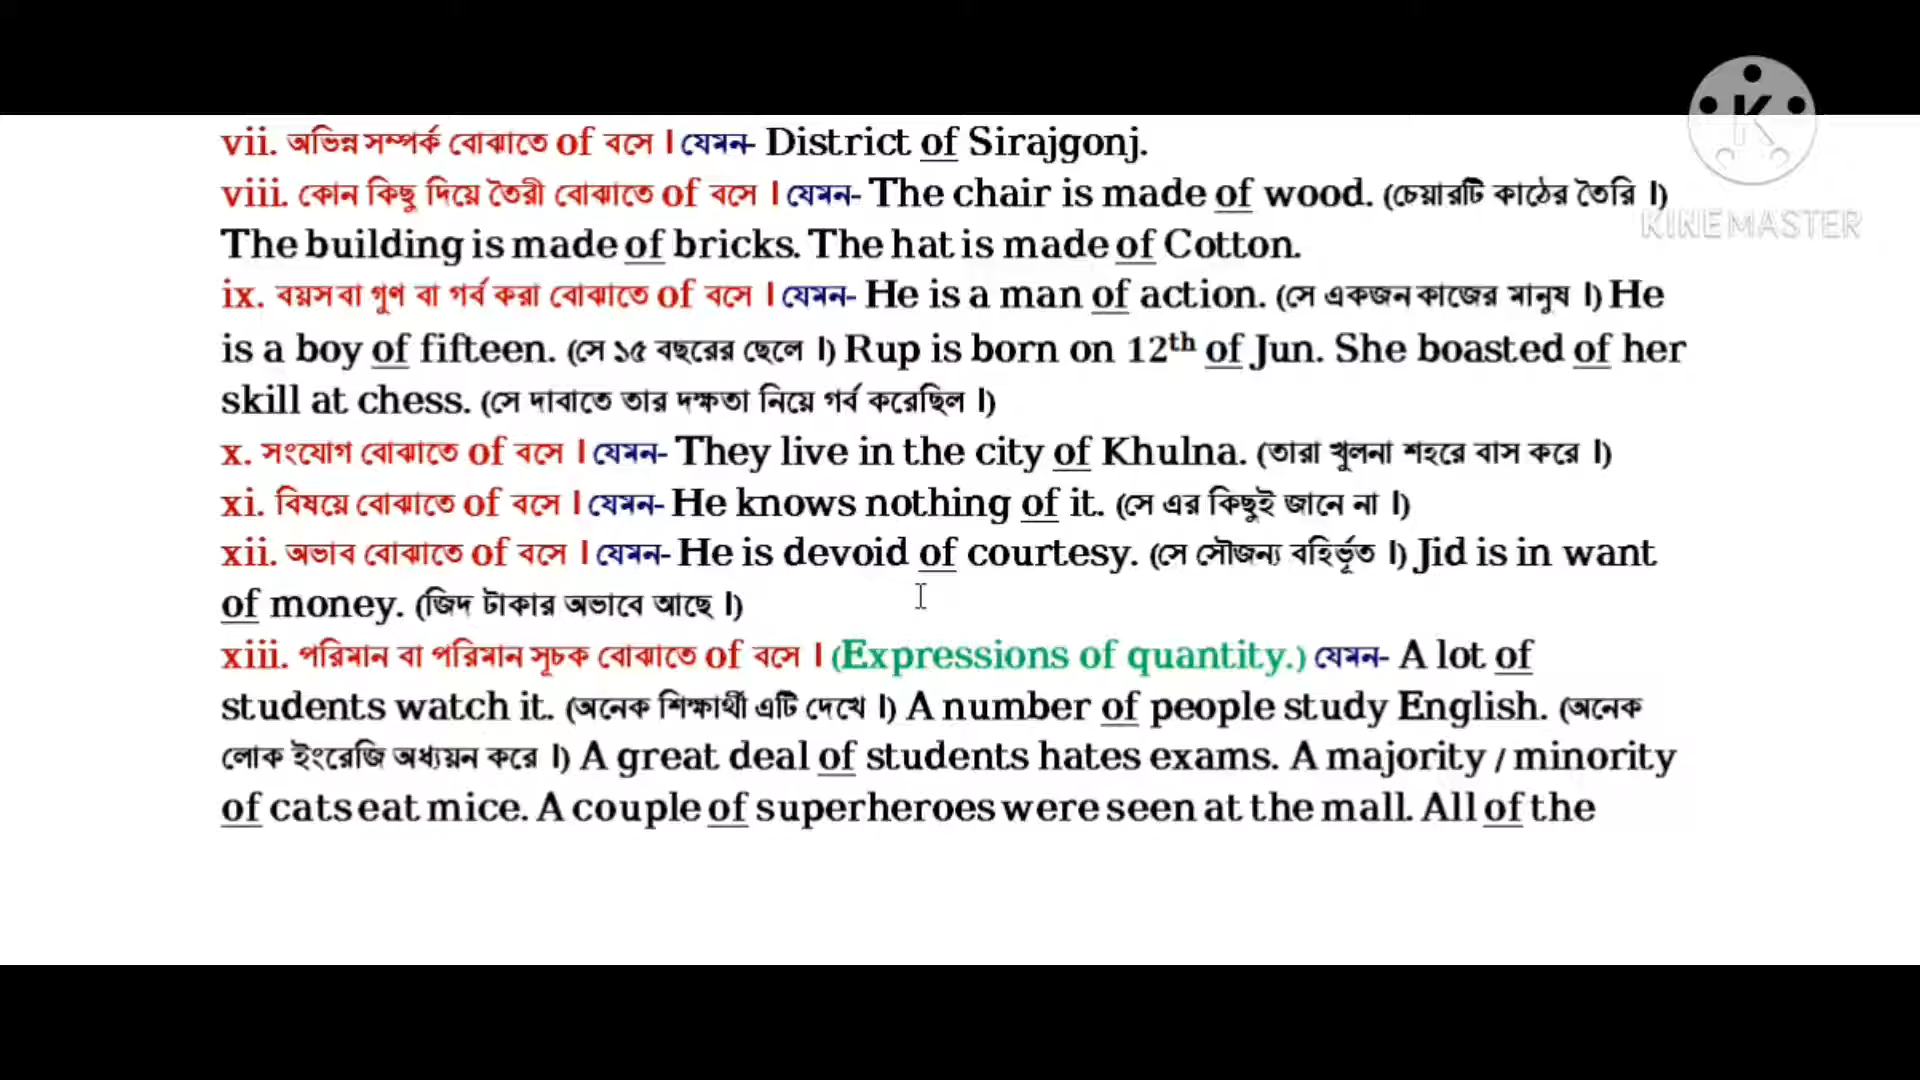 KINEMASTER
vii. অভিন্ন সম্পর্ক বোঝাতে of বসে । যেমন- District of Sirajgonj.
viii. কোন কিছু দিয়ে তৈরী বোঝাতে of বসে । যেমন- The chair is made of wood. (চেয়ারটি কাঠের তৈরি ।)
The building is made of bricks. The hat is made of Cotton.
ix. বয়স বা গুণ বা গর্ব করা বোঝাতে of বসে । যেমন- He is a man of action. (সে একজন কাজের মানুষ ।) He
is a boy of fifteen. (সে ১৫ বছরের ছেলে ।) Rup is born on 12th of Jun. She boasted of her
skill at chess. (সে দাবাতে তার দক্ষতা নিয়ে গর্ব করেছিল ।)
x. সংযোগ বোঝাতে of বসে । যেমন- They live in the city of Khulna. (তারা খুলনা শহরে বাস করে ।)
xi. বিষয়ে বোঝাতে of বসে । যেমন- He knows nothing of it. (সে এর কিছুই জানে না ।)
xii. অভাব বোঝাতে of বসে । যেমন- He is devoid of courtesy. (সে সৌজন্য বহির্ভূত ।) Jid is in want
of money. (জিদ টাকার অভাবে আছে ।)
xiii. পরিমান বা পরিমান সূচক বোঝাতে of বসে । (Expressions of quantity.) যেমন- A lot of
students watch it. (অনেক শিক্ষার্থী এটি দেখে ।) A number of people study English. (অনেক
লোক ইংরেজি অধ্যয়ন করে ।) A great deal of students hates exams. A majority / minority
of cats eat mice. A couple of superheroes were seen at the mall. All of the